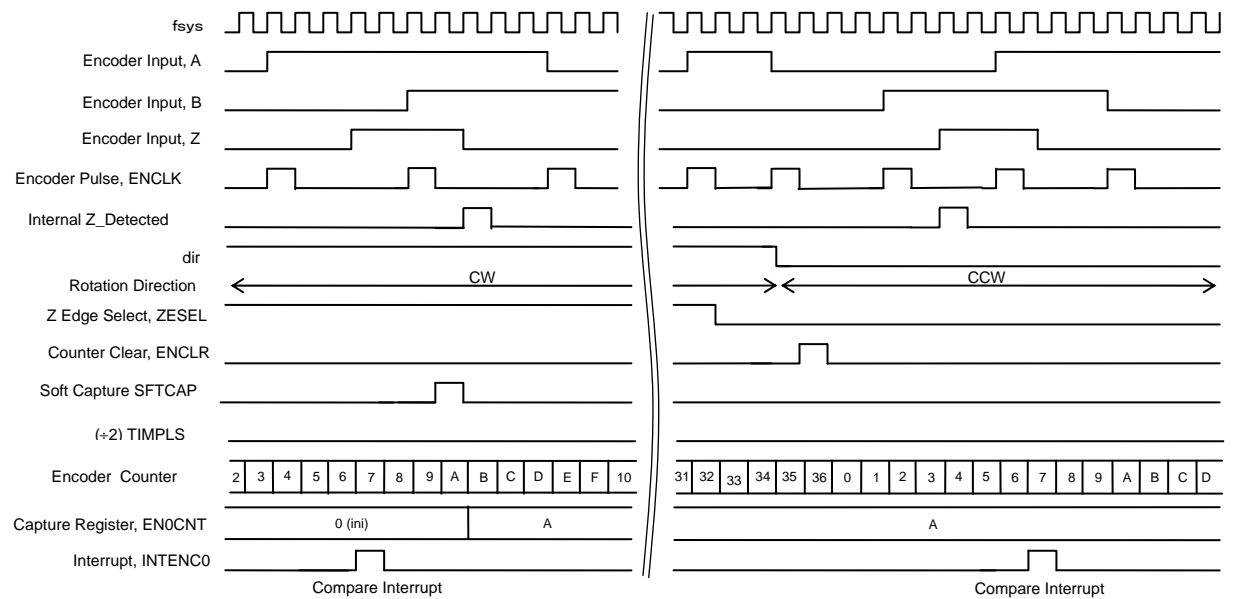 fsys
Encoder Input, A
Encoder Input, B
Encoder Input, Z
Encoder Pulse, ENCLK
Internal Z_Detected
dir
Rotation Direction CW CCW
Z Edge Select, ZESEL
Counter Clear, ENCLR
Soft Capture SFTCAP
(÷2) TIMPLS
Encoder Counter 2 3 4 5 6 7 8 9 A B C D E F 10 31 32 33 34 35 36 0 1 2 3 4 5 6 7 8 9 A B C D
Capture Register, EN0CNT 0 (ini) A A
Interrupt, INTENC0
Compare Interrupt Compare Interrupt